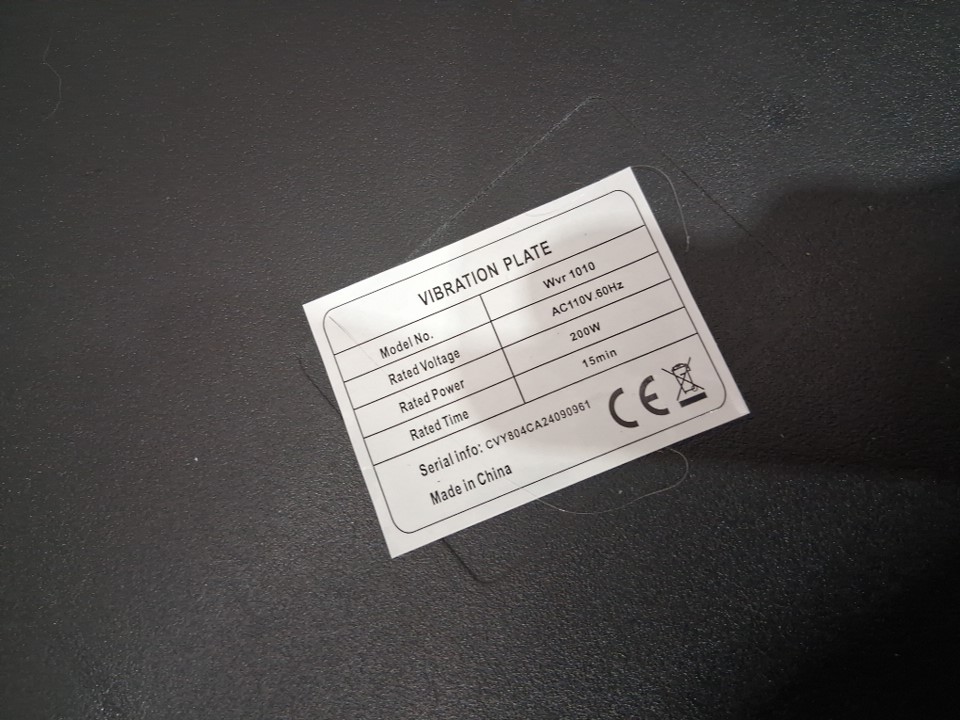 VIBRATION PLATE
Model No. Wvr 1010
Rated Voltage AC110V.60Hz
Rated Power 200W
Rated Time 15min
Serial info: CVY804CA24090961
Made in China
CE